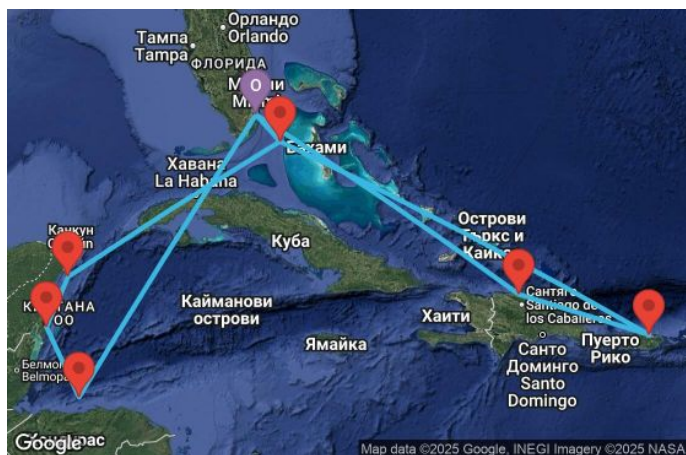 Орландо
Orlando
Тампа
Tampa
ФЛОРИДА
O
Бахами
Хавана
La Habana
Канкун
Куба
Острови
Търкс и
Кайманови
острови
Ямайка
Хаити
Сантяго
Santiago de
los Caballeros
Санто
Доминго
Santo
Domingo
Пуерто
Рико
Belmopan
Google
Map data ©2025 Google, INEGI Imagery ©2025 NASA